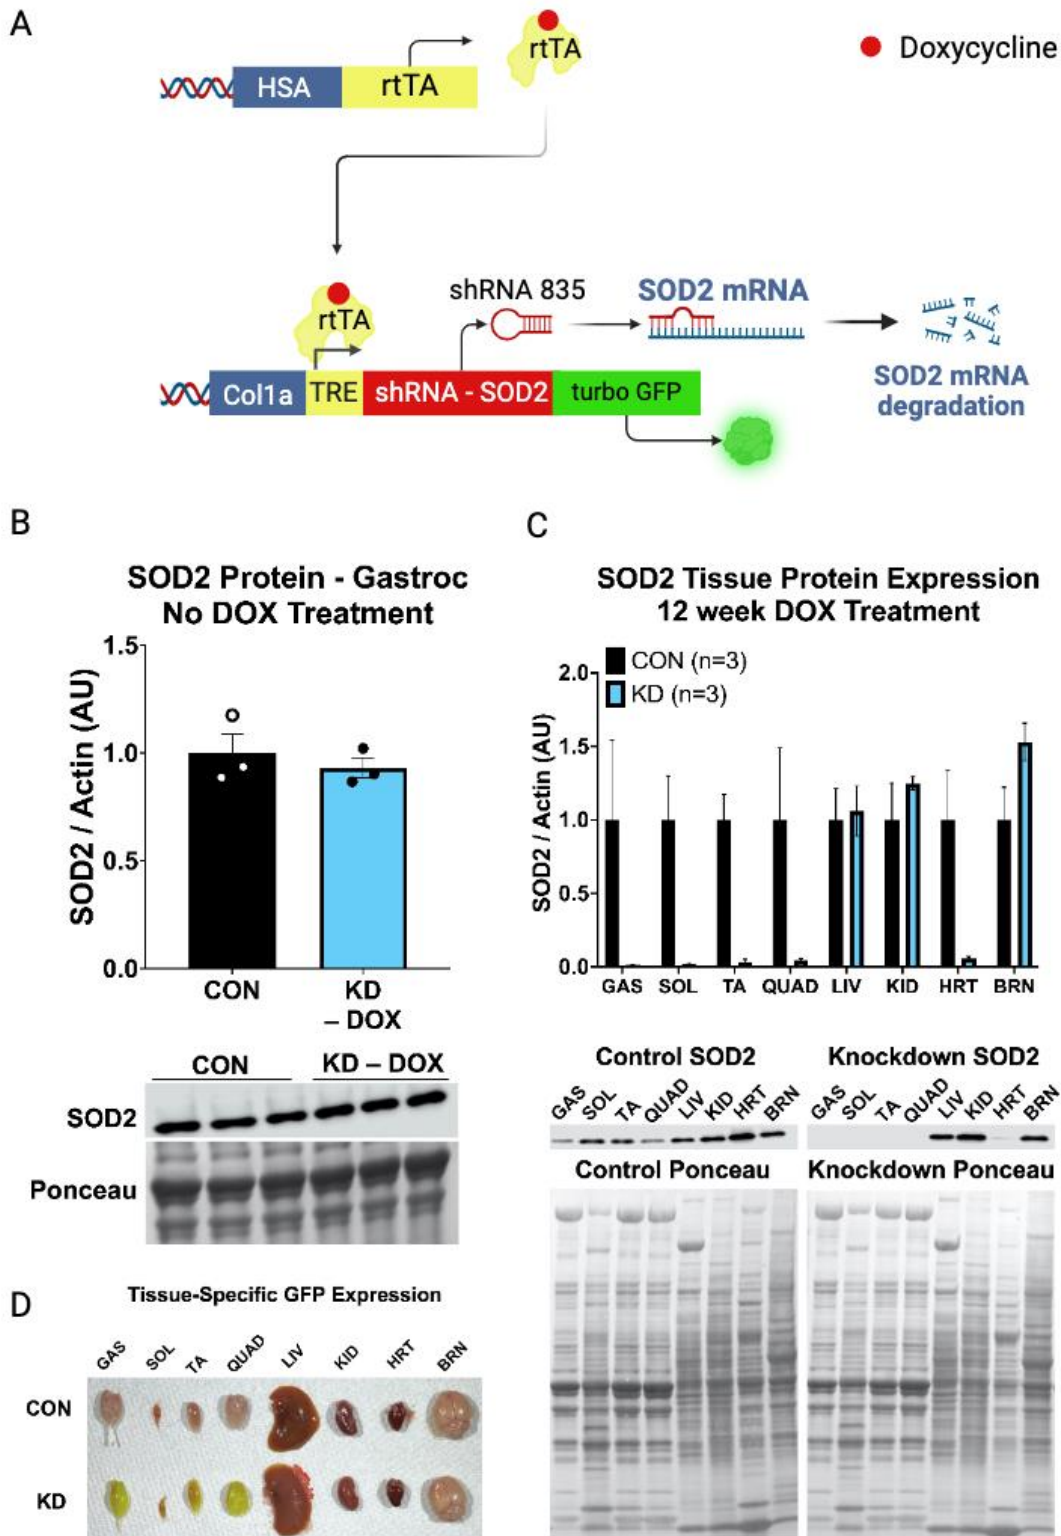 A
HSA rtTA
rtTA
Doxycycline
rtTA
shRNA 835
SOD2 mRNA
Col1a TRE shRNA - SOD2 turbo GFP
SOD2 mRNA
degradation
B
SOD2 Protein - Gastroc
No DOX Treatment
SOD2 / Actin (AU)
1.5
1.0
0.5
0.0
CON
KD
– DOX
CON KD – DOX
SOD2
Ponceau
C
SOD2 Tissue Protein Expression
12 week DOX Treatment
CON (n=3)
KD (n=3)
SOD2 / Actin (AU)
2.0
1.5
1.0
0.5
0.0
GAS SOL TA QUAD LIV KID HRT BRN
Control SOD2
GAS SOL TA QUAD LIV KID HRT BRN
Control Ponceau
Knockdown SOD2
GAS SOL TA QUAD LIV KID HRT BRN
Knockdown Ponceau
D
Tissue-Specific GFP Expression
GAS SOL TA QUAD LIV KID HRT BRN
CON
KD